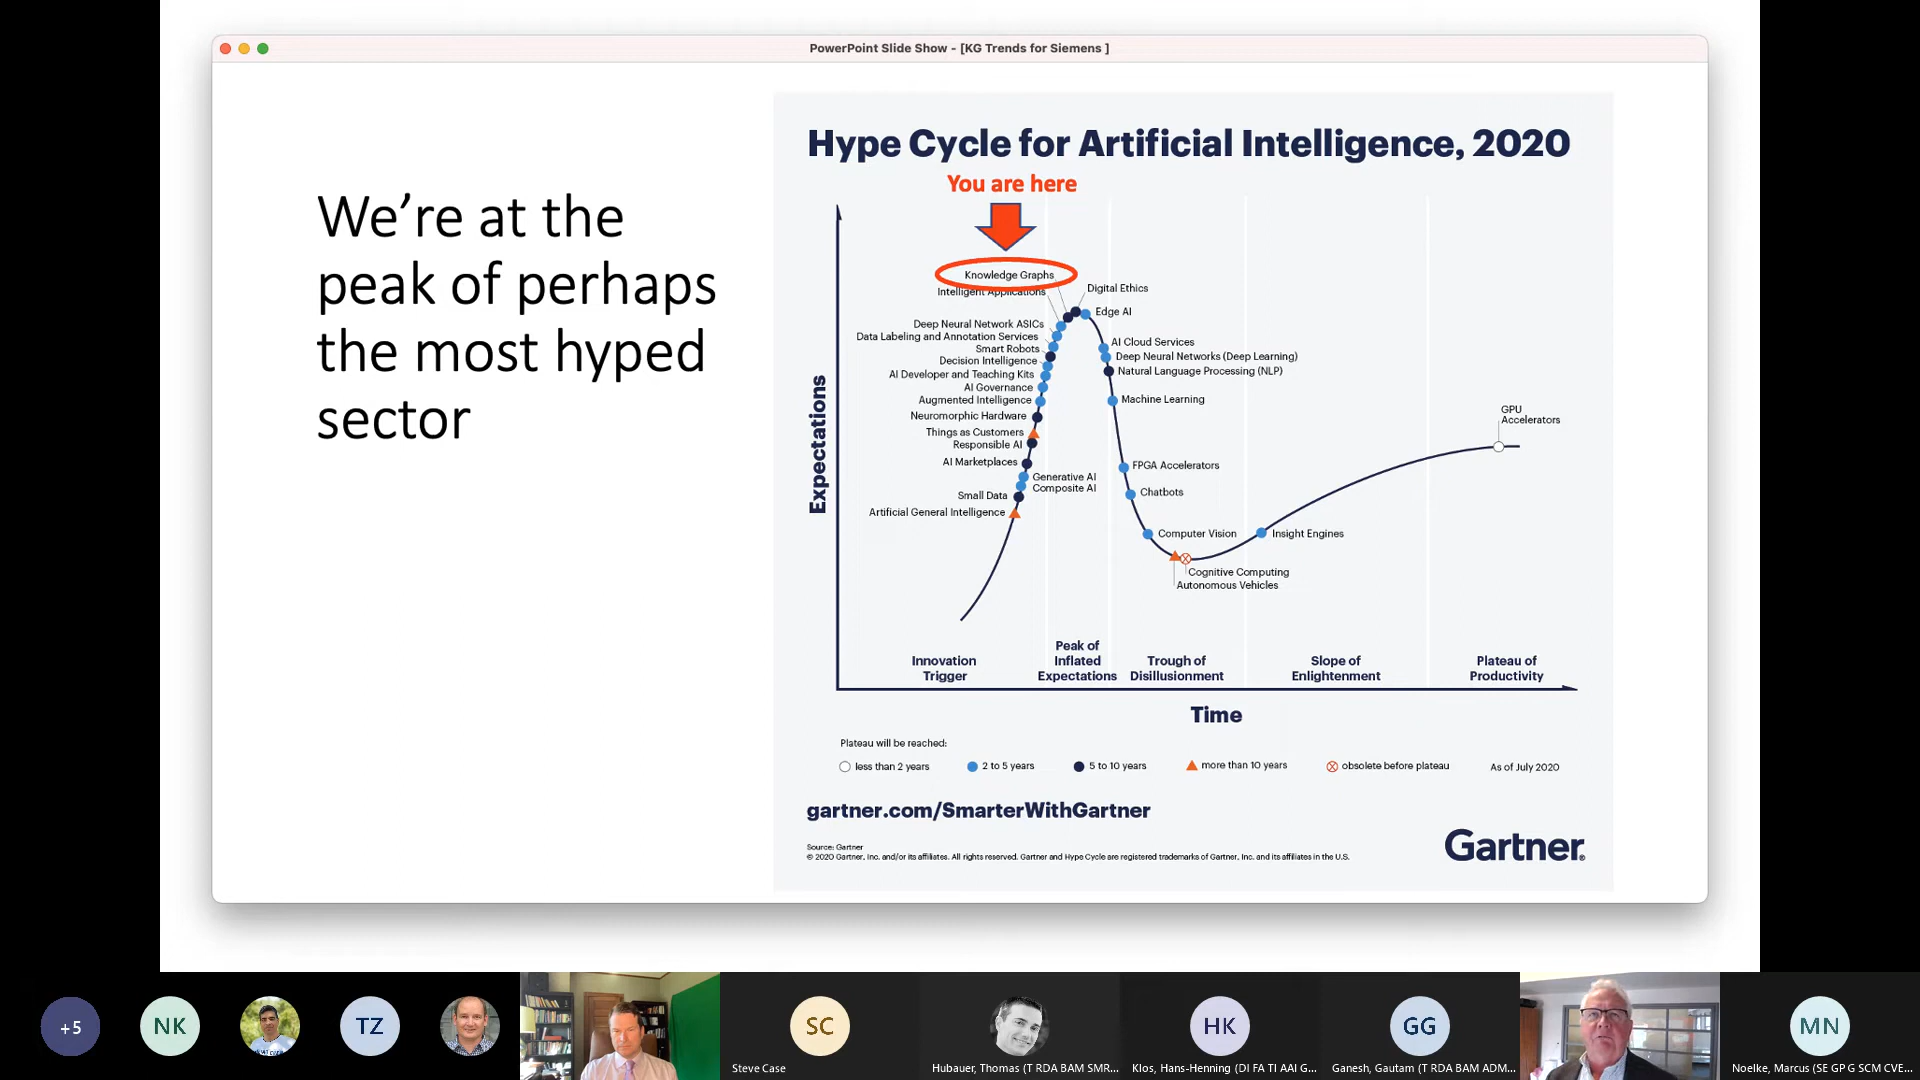 PowerPoint Slide Show - [KG Trends for Siemens ]
We're at the
peak of perhaps
the most hyped
sector
Hype Cycle for Artificial Intelligence, 2020
You are here
Knowledge Graphs
Intelligent Applications
Digital Ethics
Edge AI
Deep Neural Network ASICs
Data Labeling and Annotation Services
Smart Robots
Decision Intelligence
AI Developer and Teaching Kits
AI Governance
Augmented Intelligence
Neuromorphic Hardware
Things as Customers
Responsible AI
AI Marketplaces
Generative AI
Composite AI
Small Data
Artificial General Intelligence
AI Cloud Services
Deep Neural Networks (Deep Learning)
Natural Language Processing (NLP)
Machine Learning
FPGA Accelerators
Chatbots
Computer Vision
Cognitive Computing
Autonomous Vehicles
Insight Engines
GPU
Accelerators
Expectations
Innovation
Trigger
Peak of
Inflated
Expectations
Trough of
Disillusionment
Slope of
Enlightenment
Plateau of
Productivity
Time
Plateau will be reached:
less than 2 years
2 to 5 years
5 to 10 years
more than 10 years
obsolete before plateau
As of July 2020
gartner.com/SmarterWithGartner
Source: Gartner
© 2020 Gartner, Inc. and/or its affiliates. All rights reserved. Gartner and Hype Cycle are registered trademarks of Gartner, Inc. and its affiliates in the U.S.
Gartner®
+5
NK
TZ
SC
Steve Case
Hubauer, Thomas (T RDA BAM SMR...
HK
Klos, Hans-Henning (DI FA TI AAI G...
GG
Ganesh, Gautam (T RDA BAM ADM...
MN
Noelke, Marcus (SE GP G SCM CVE...